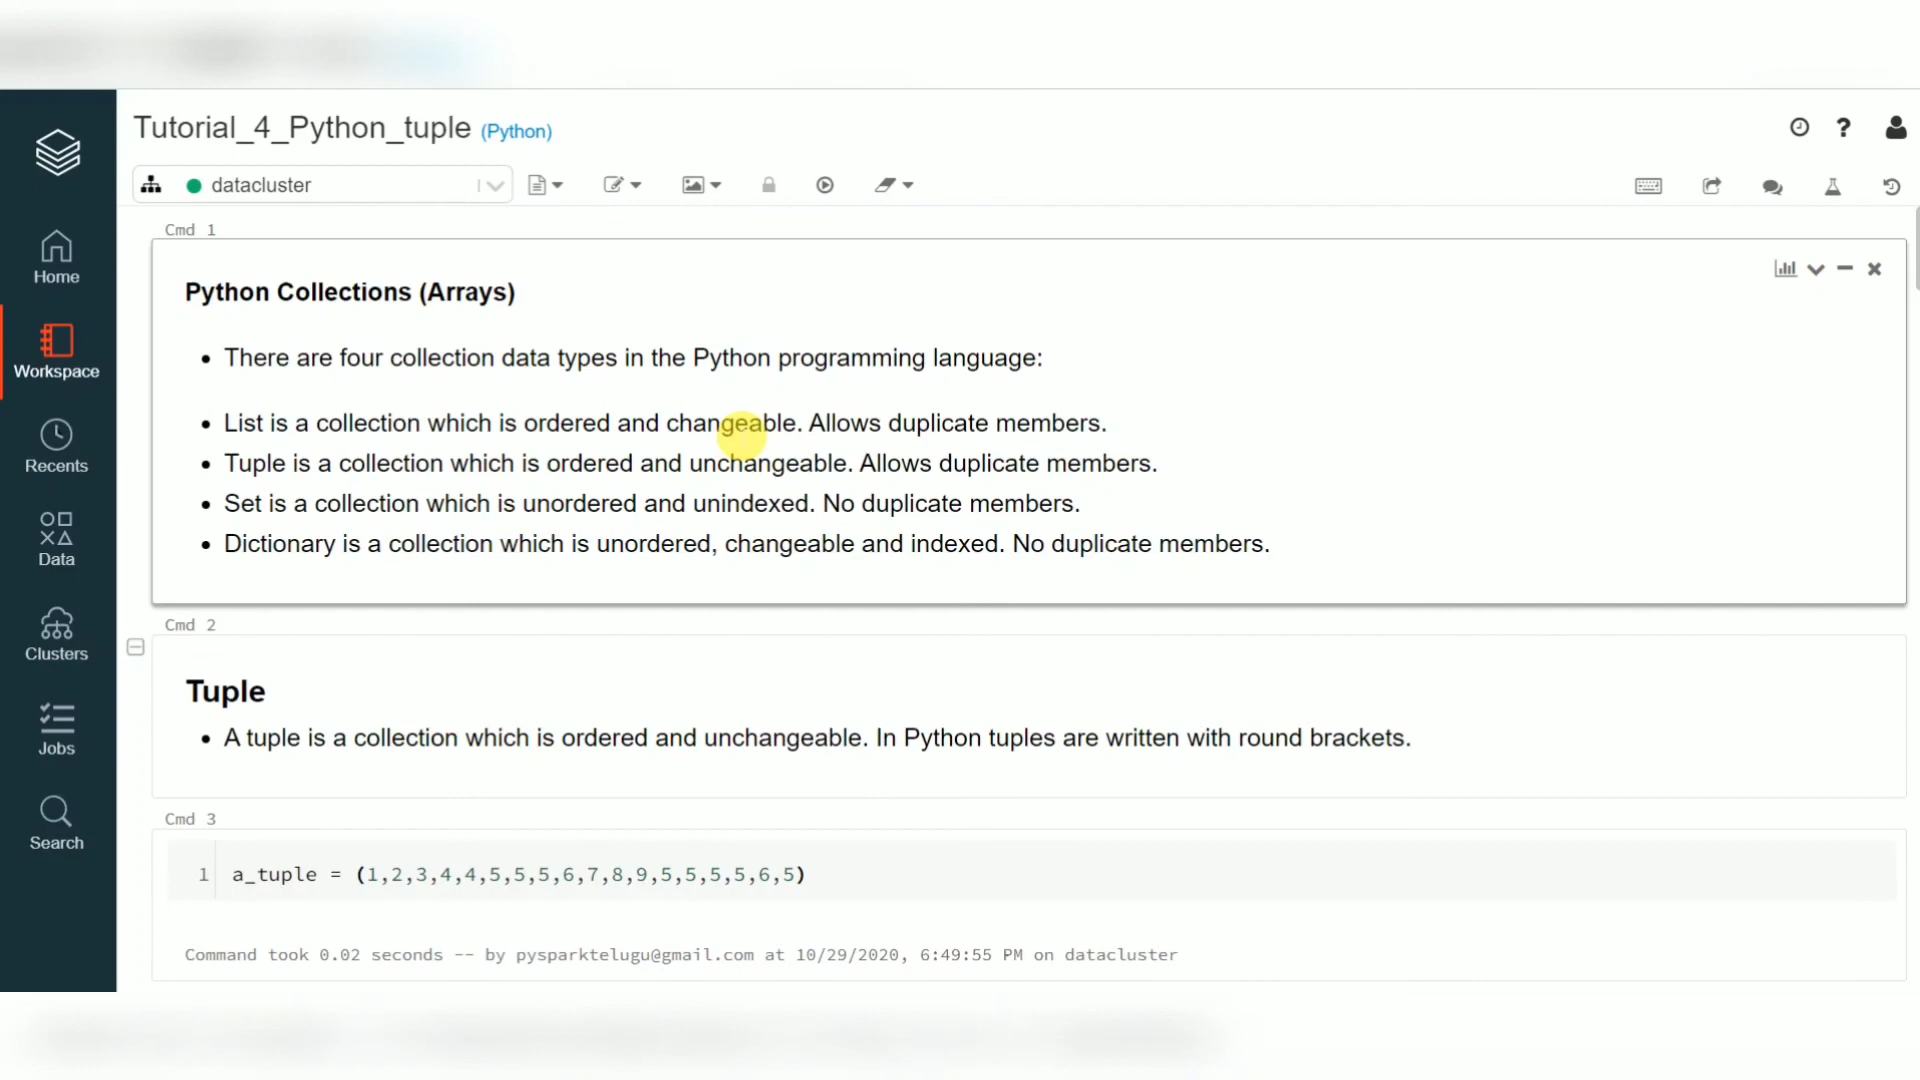 Tutorial_4_Python_tuple (Python)
datacluster
Cmd 1
Python Collections (Arrays)
There are four collection data types in the Python programming language:
List is a collection which is ordered and changeable. Allows duplicate members.
Tuple is a collection which is ordered and unchangeable. Allows duplicate members.
Set is a collection which is unordered and unindexed. No duplicate members.
Dictionary is a collection which is unordered, changeable and indexed. No duplicate members.
Cmd 2
Tuple
A tuple is a collection which is ordered and unchangeable. In Python tuples are written with round brackets.
Cmd 3
1 a_tuple = (1,2,3,4,4,5,5,5,6,7,8,9,5,5,5,5,6,5)
Command took 0.02 seconds -- by pysparktelugu@gmail.com at 10/29/2020, 6:49:55 PM on datacluster
Home
Workspace
Recents
Data
Clusters
Jobs
Search